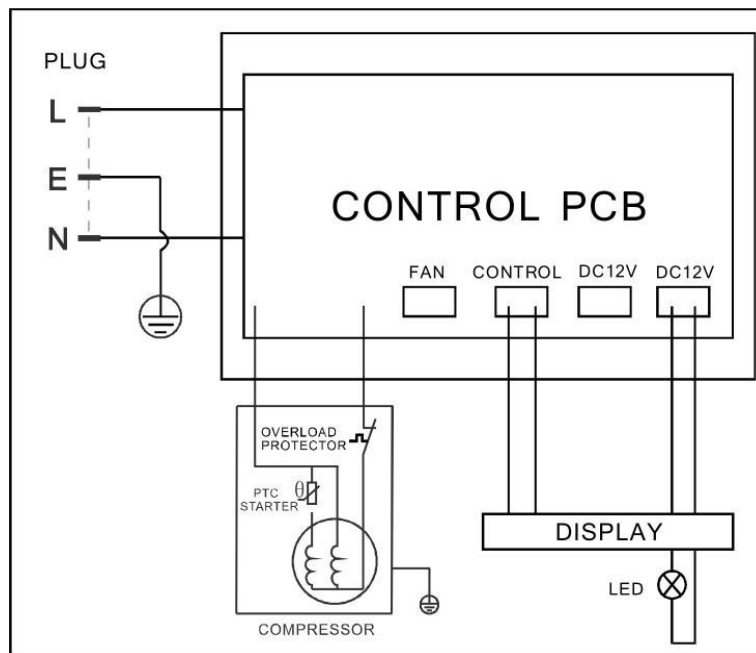 PLUG
L
E
N
CONTROL PCB
FAN
CONTROL
DC12V
DC12V
OVERLOAD
PROTECTOR
θ
PTC
STARTER
DISPLAY
LED
COMPRESSOR